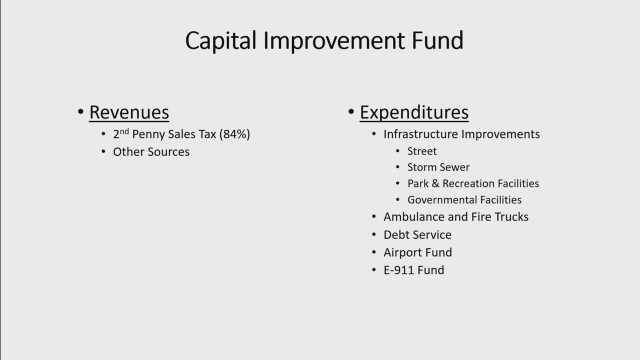 Capital Improvement Fund
• Revenues
• 2nd Penny Sales Tax (84%)
• Other Sources
• Expenditures
• Infrastructure Improvements
• Street
• Storm Sewer
• Park & Recreation Facilities
• Governmental Facilities
• Ambulance and Fire Trucks
• Debt Service
• Airport Fund
• E-911 Fund